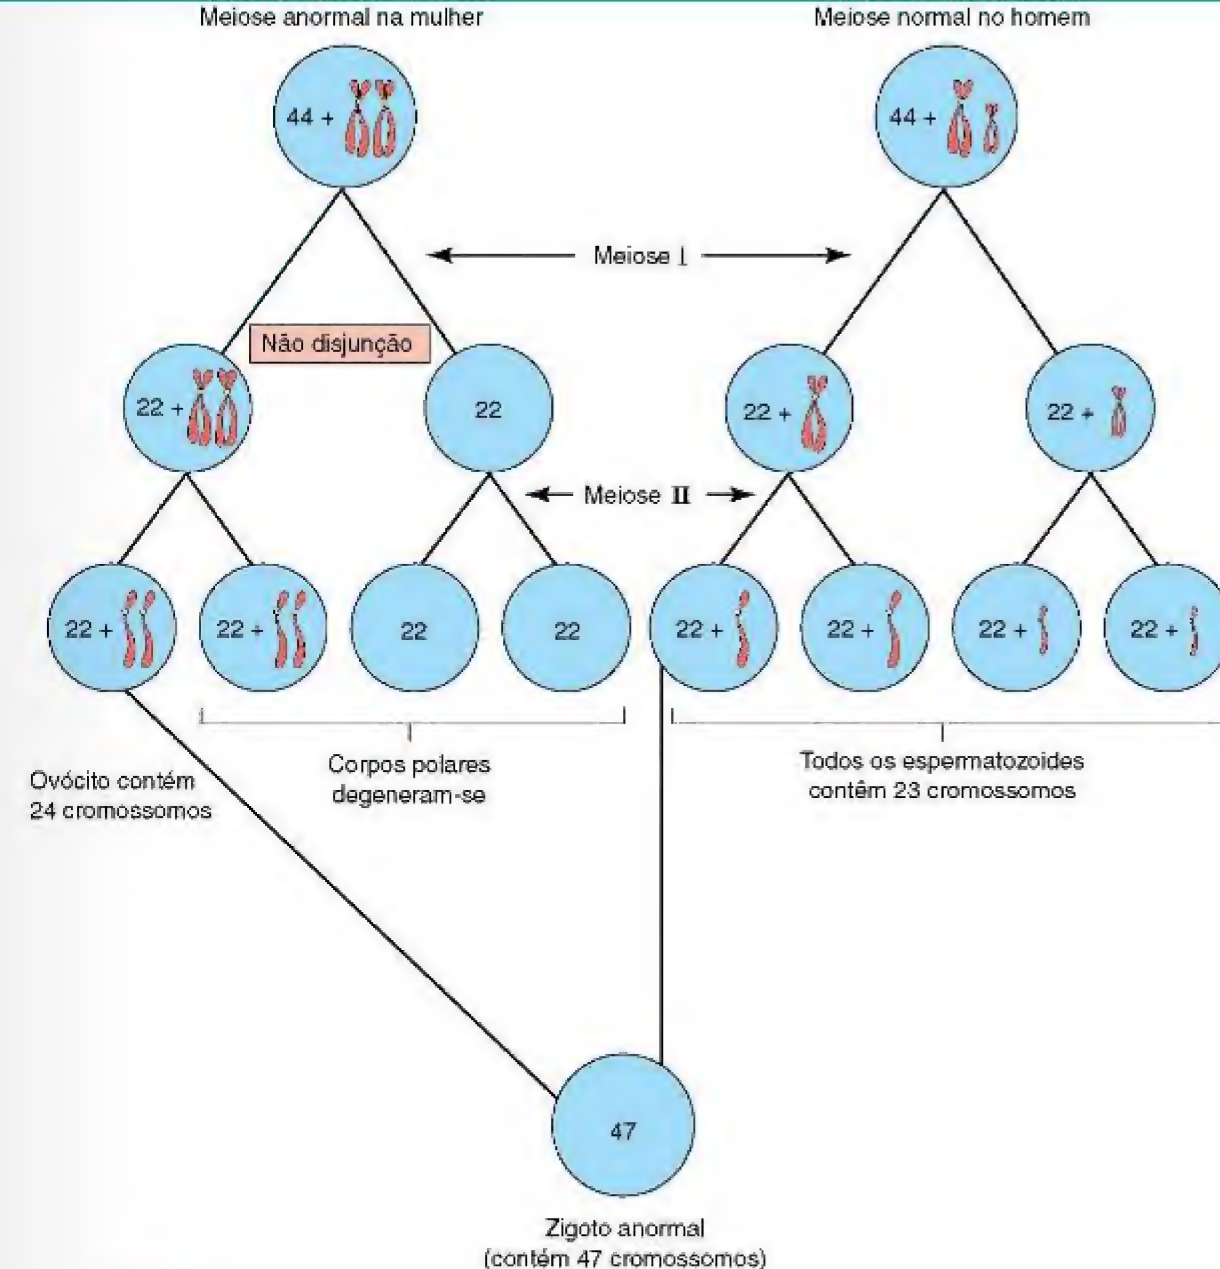 Meiose anormal na mulher
Meiose normal no homem
44 +
44 +
Meiose I
Não disjunção
22 +
22
22 +
22 +
Meiose II
22 +
22 +
22
22
22 +
22 +
22 +
22 +
Ovócito contém
24 cromossomos
Corpos polares
degeneram-se
Todos os espermatozoides
contêm 23 cromossomos
47
Zigoto anormal
(contém 47 cromossomos)